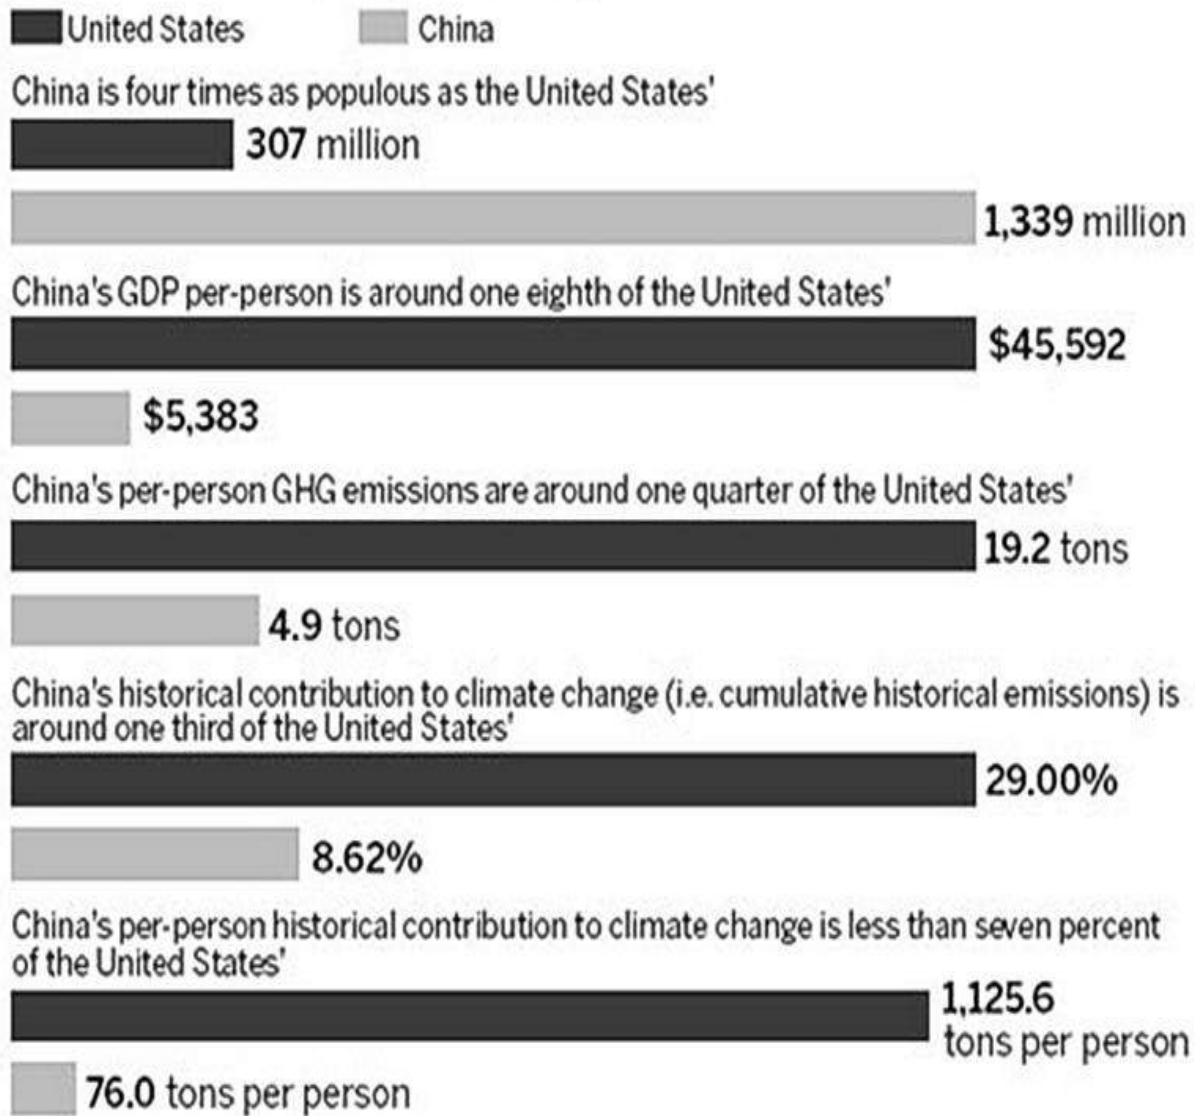 United States China
China is four times as populous as the United States'
307 million
1,339 million
China's GDP per-person is around one eighth of the United States'
$45,592
$5,383
China's per-person GHG emissions are around one quarter of the United States'
19.2 tons
4.9 tons
China's historical contribution to climate change (i.e. cumulative historical emissions) is
around one third of the United States'
29.00%
8.62%
China's per-person historical contribution to climate change is less than seven percent
of the United States'
1,125.6
tons per person
76.0 tons per person